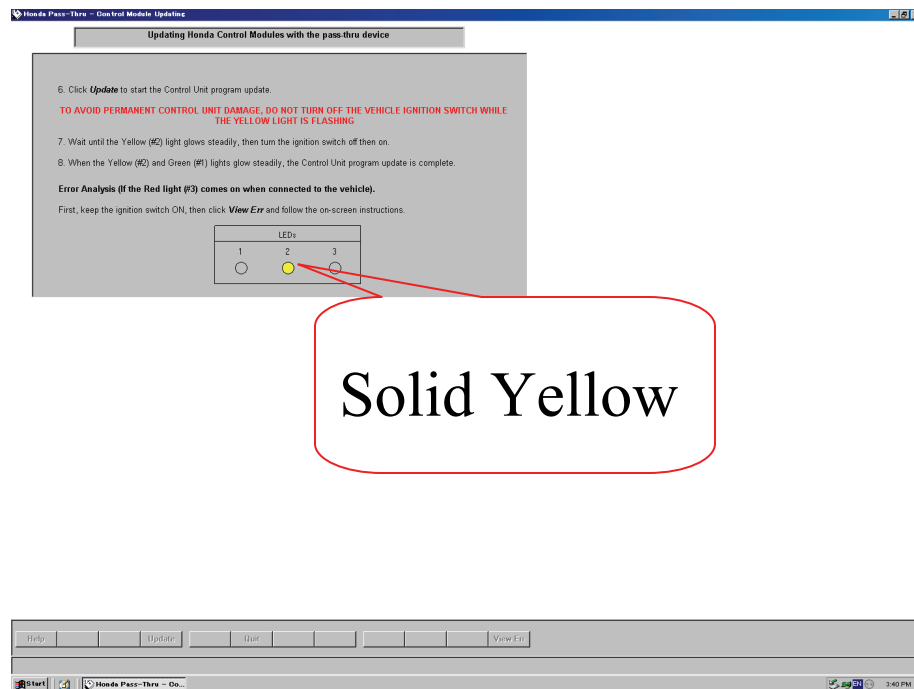 Honda Pass-Thru - Control Module Updating
Updating Honda Control Modules with the pass-thru device
6. Click Update to start the Control Unit program update.
TO AVOID PERMANENT CONTROL UNIT DAMAGE, DO NOT TURN OFF THE VEHICLE IGNITION SWITCH WHILE
THE YELLOW LIGHT IS FLASHING
7. Wait until the Yellow (#2) light glows steadily, then turn the ignition switch off then on.
8. When the Yellow (#2) and Green (#1) lights glow steadily, the Control Unit program update is complete.
Error Analysis (If the Red light (#3) comes on when connected to the vehicle).
First, keep the ignition switch ON, then click View Err and follow the on-screen instructions.
LEDs
1 2 3
Solid Yellow
Help Update Quit View Err
Start Honda Pass-Thru - Co... EN 3:40 PM